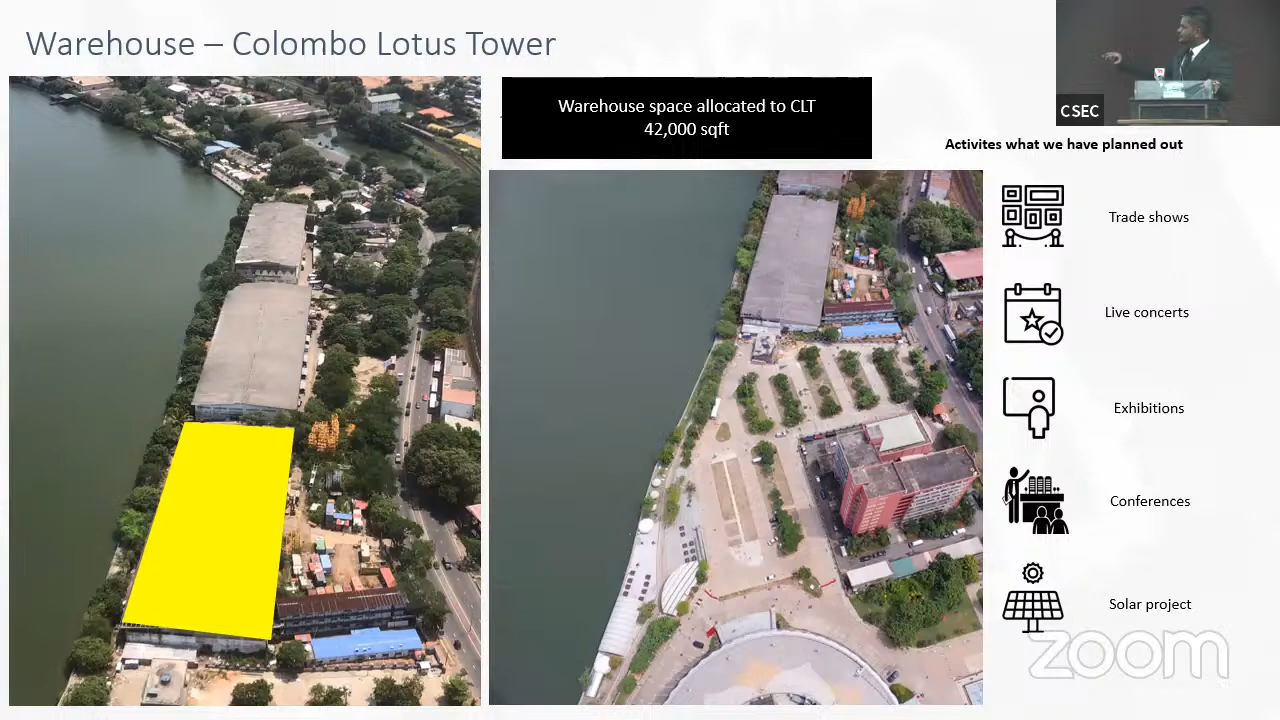 Warehouse – Colombo Lotus Tower
Warehouse space allocated to CLT
42,000 sqft
CSEC
Activites what we have planned out
Trade shows
Live concerts
Exhibitions
Conferences
Solar project
zoom